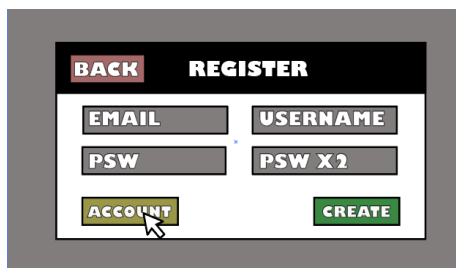 BACK REGISTER
EMAIL USERNAME
PSW PSW X2
ACCOUNT CREATE